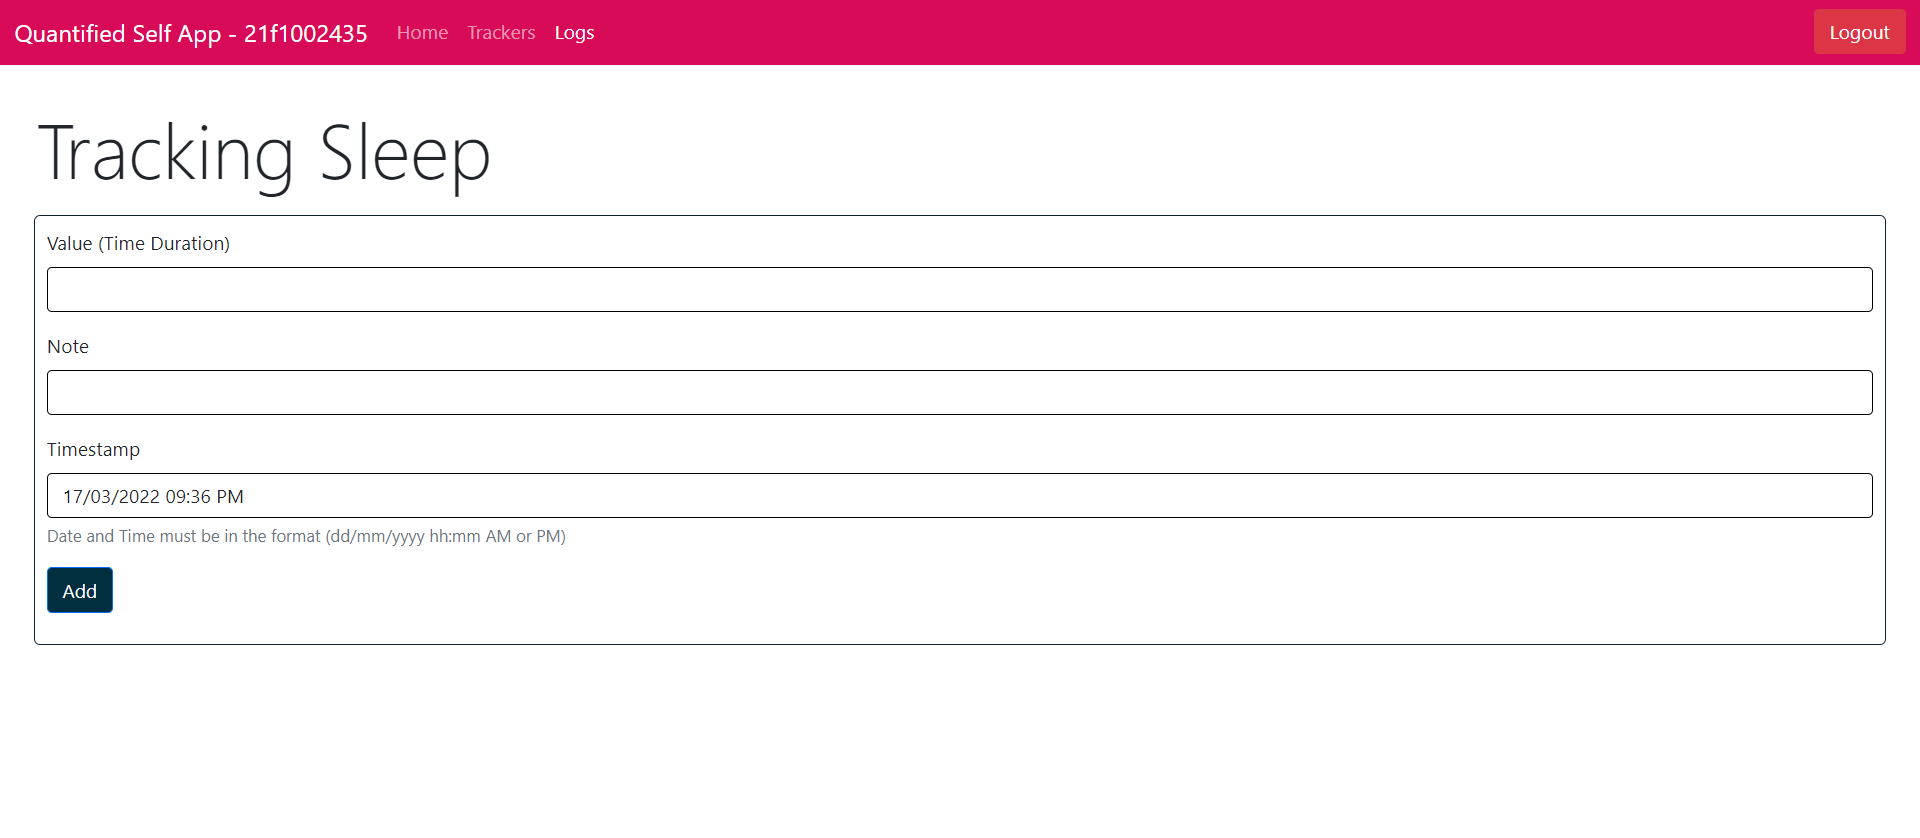 Quantified Self App - 21f1002435 Home Trackers Logs Logout
Tracking Sleep
Value (Time Duration)
Note
Timestamp
17/03/2022 09:36 PM
Date and Time must be in the format (dd/mm/yyyy hh:mm AM or PM)
Add